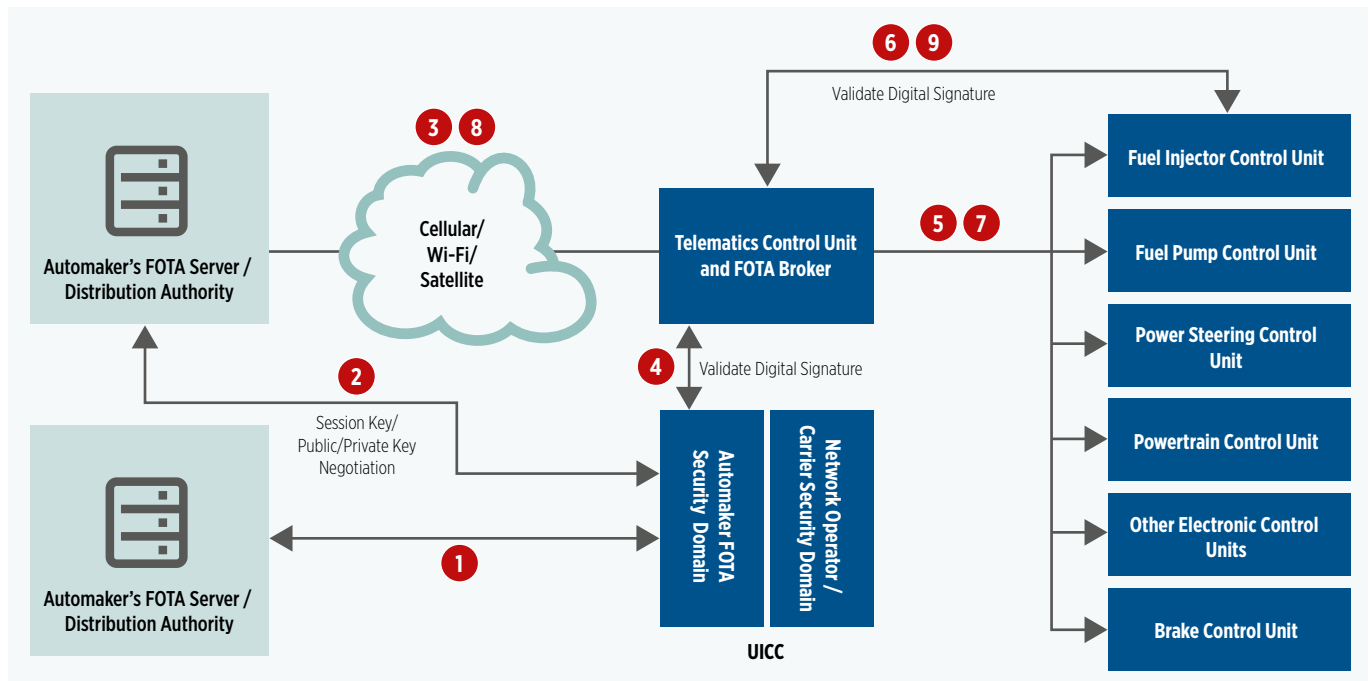 6 9
Validate Digital Signature
3 8
Fuel Injector Control Unit
Cellular/
Wi-Fi/
Satellite
Telematics Control Unit
and FOTA Broker
5 7
Fuel Pump Control Unit
Automaker's FOTA Server /
Distribution Authority
Power Steering Control
Unit
2
4
Validate Digital Signature
Session Key/
Public/Private Key
Negotiation
Automaker FOTA
Security Domain
Network Operator /
Carrier Security Domain
Powertrain Control Unit
1
Other Electronic Control
Units
Automaker's FOTA Server /
Distribution Authority
Brake Control Unit
UICC